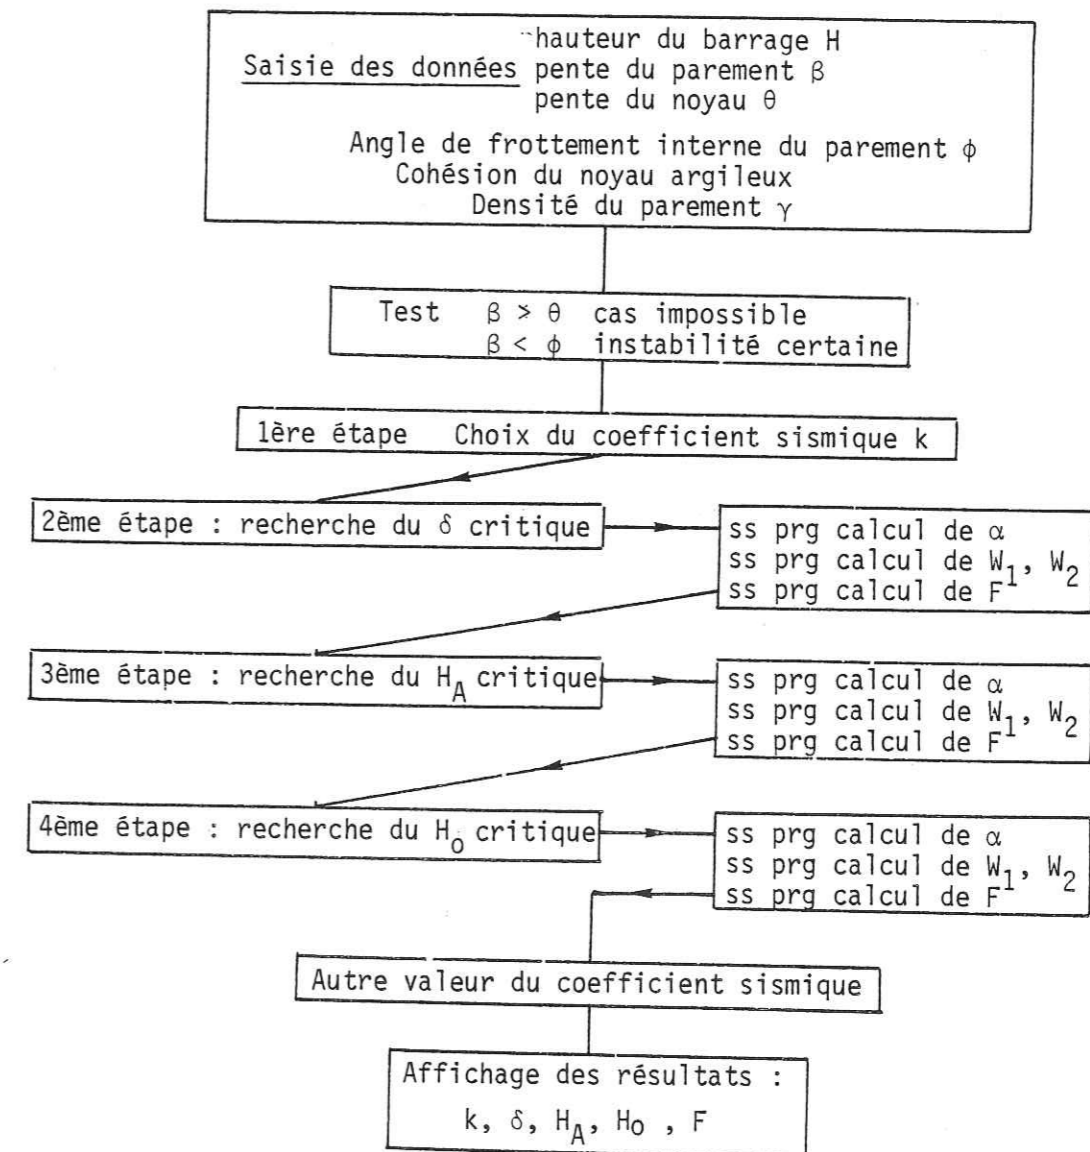 hauteur du barrage H
Saisie des données pente du parement β
pente du noyau θ
Angle de frottement interne du parement ϕ
Cohésion du noyau argileux
Densité du parement γ
Test β > θ cas impossible
β < ϕ instabilité certaine
1ère étape Choix du coefficient sismique k
2ème étape : recherche du δ critique
ss prg calcul de α
ss prg calcul de W1, W2
ss prg calcul de F
3ème étape : recherche du HA critique
ss prg calcul de α
ss prg calcul de W1, W2
ss prg calcul de F
4ème étape : recherche du Ho critique
ss prg calcul de α
ss prg calcul de W1, W2
ss prg calcul de F
Autre valeur du coefficient sismique
Affichage des résultats :
k, δ, HA, Ho , F